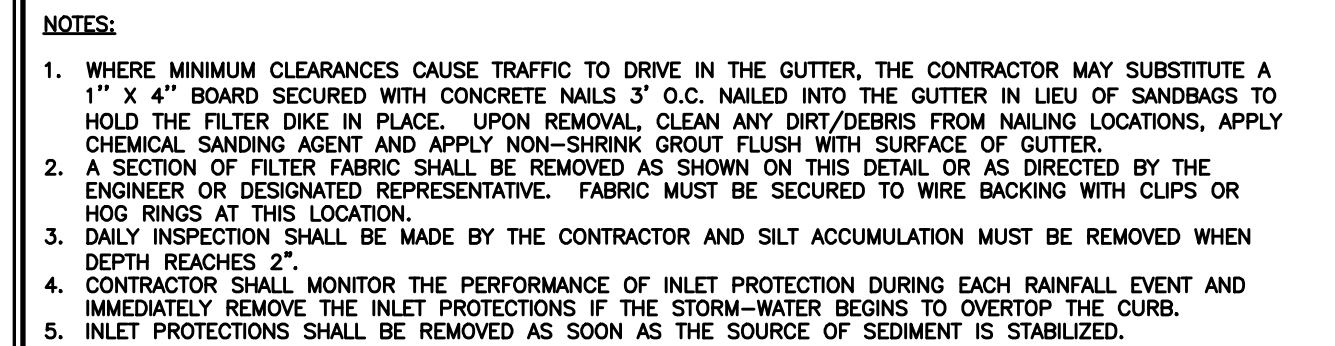 NOTES:
1. WHERE MINIMUM CLEARANCES CAUSE TRAFFIC TO DRIVE IN THE GUTTER, THE CONTRACTOR MAY SUBSTITUTE A
1" X 4" BOARD SECURED WITH CONCRETE NAILS 3' O.C. NAILED INTO THE GUTTER IN LIEU OF SANDBAGS TO
HOLD THE FILTER DIKE IN PLACE. UPON REMOVAL, CLEAN ANY DIRT/DEBRIS FROM NAILING LOCATIONS, APPLY
CHEMICAL SANDING AGENT AND APPLY NON-SHRINK GROUT FLUSH WITH SURFACE OF GUTTER.
2. A SECTION OF FILTER FABRIC SHALL BE REMOVED AS SHOWN ON THIS DETAIL OR AS DIRECTED BY THE
ENGINEER OR DESIGNATED REPRESENTATIVE. FABRIC MUST BE SECURED TO WIRE BACKING WITH CLIPS OR
HOG RINGS AT THIS LOCATION.
3. DAILY INSPECTION SHALL BE MADE BY THE CONTRACTOR AND SILT ACCUMULATION MUST BE REMOVED WHEN
DEPTH REACHES 2".
4. CONTRACTOR SHALL MONITOR THE PERFORMANCE OF INLET PROTECTION DURING EACH RAINFALL EVENT AND
IMMEDIATELY REMOVE THE INLET PROTECTIONS IF THE STORM-WATER BEGINS TO OVERTOP THE CURB.
5. INLET PROTECTIONS SHALL BE REMOVED AS SOON AS THE SOURCE OF SEDIMENT IS STABILIZED.